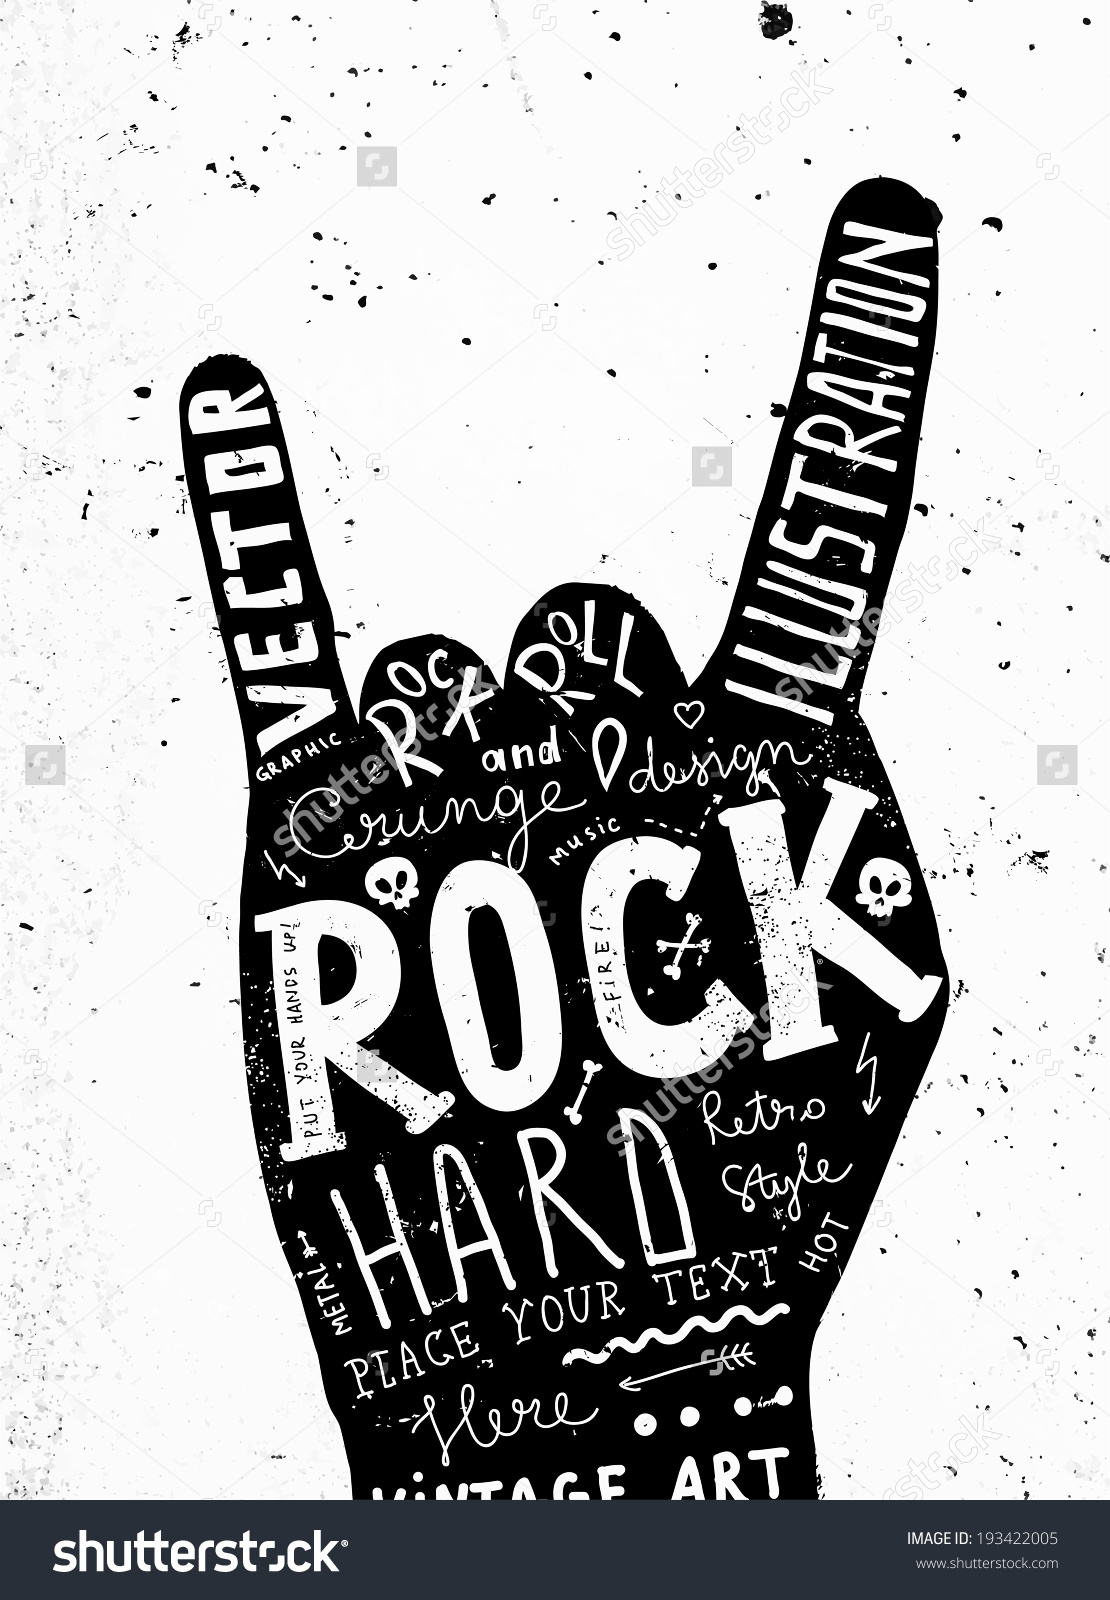 VECTOR
ILLUSTRATION
GRAPHIC
ROCK
and
ROLL
Grunge
design
MUSIC
ROCK
PUT YOUR HANDS UP!
FIRE!
HARD
Retro
Style
HOT
METAL
PLACE YOUR TEXT
Here
ViNTAGE ART
shutterstock
shutterstock
shutterstock
shutterstock
shutterstock
shutterstock
shutterstock®
IMAGE ID: 193422005
www.shutterstock.com